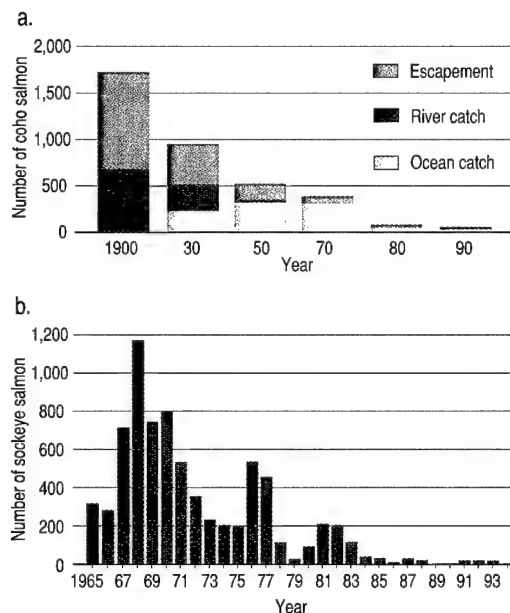 a.
2,000
1,500
1,000
500
0
Number of coho salmon
Escapement
River catch
Ocean catch
1900 30 50 70 80 90
Year
b.
1,200
1,000
800
600
400
200
0
Number of sockeye salmon
1965 67 69 71 73 75 77 79 81 83 85 87 89 91 93
Year